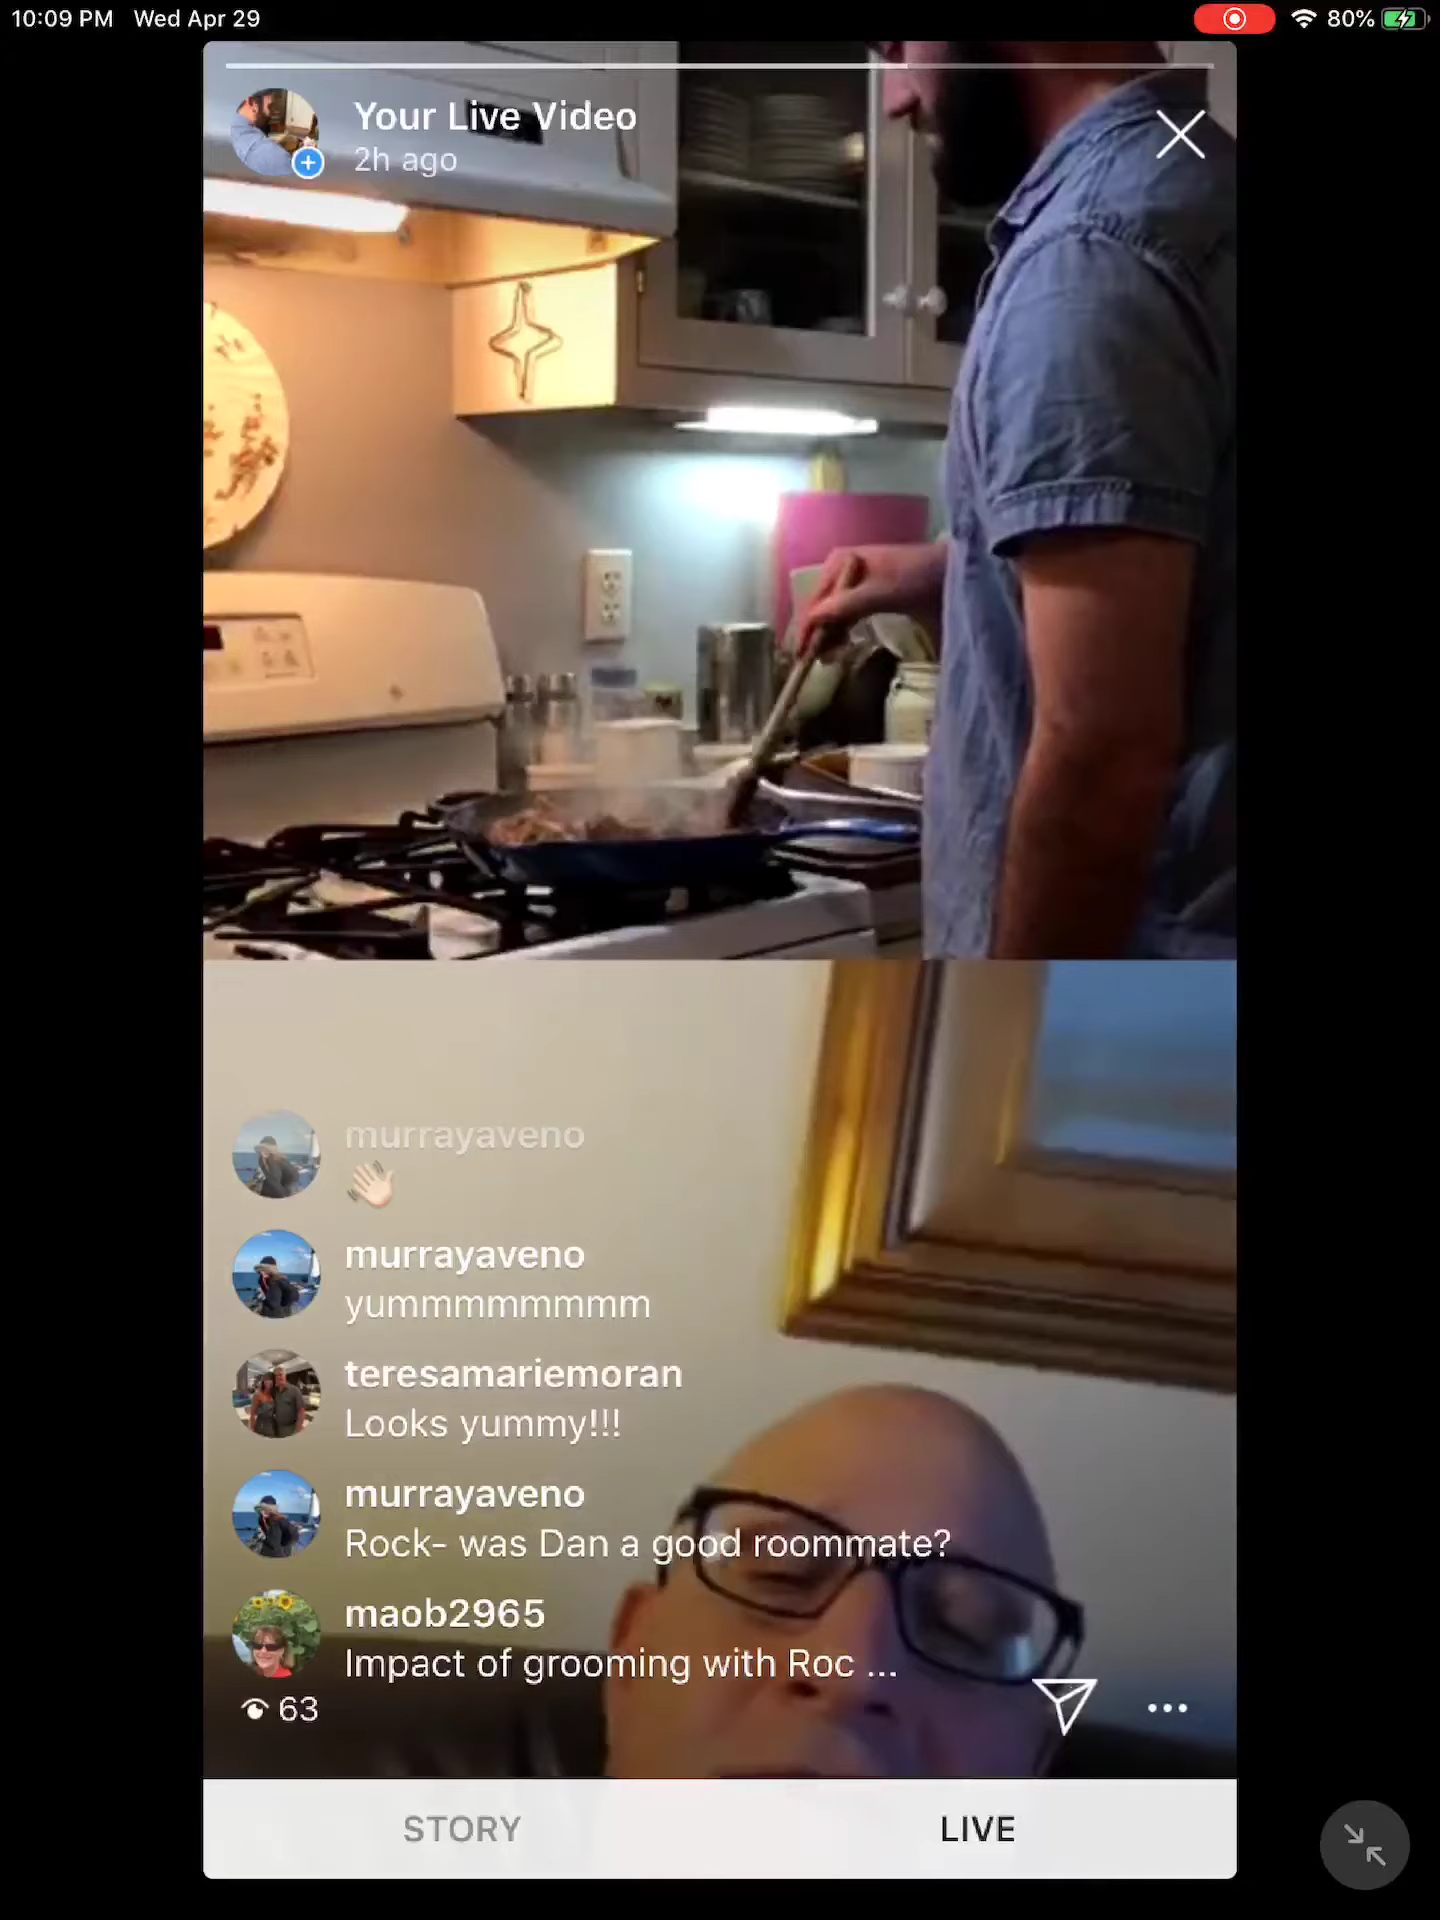 10:09 PM Wed Apr 29
80%
Your Live Video
2h ago
murrayaveno
👋🏻
murrayaveno
yummmmmmmm
teresamariemoran
Looks yummy!!!
murrayaveno
Rock- was Dan a good roommate?
maob2965
Impact of grooming with Roc ...
63
STORY
LIVE